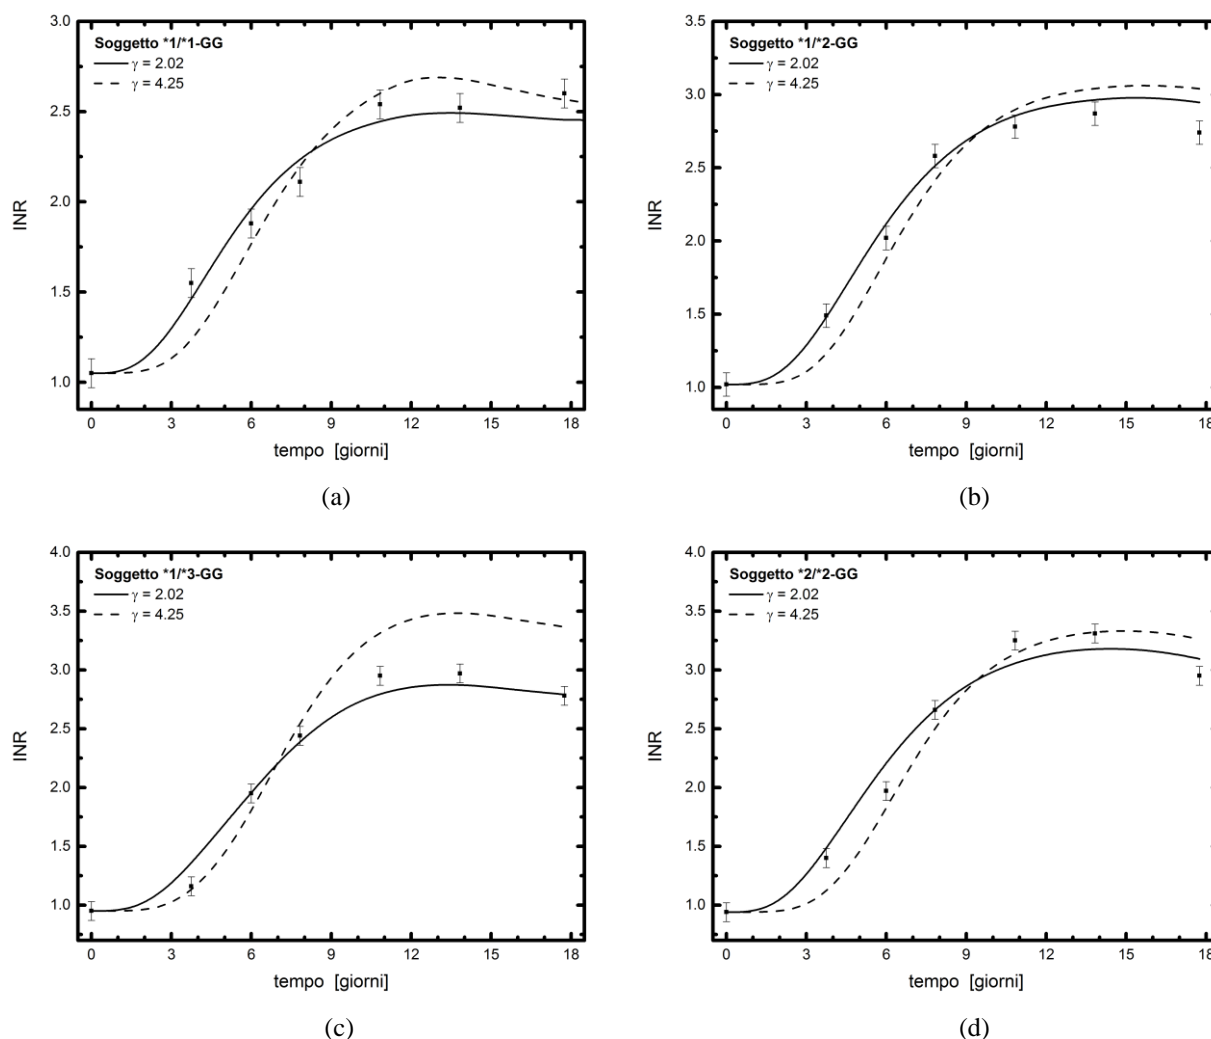 Soggetto *1/*1-GG
γ = 2.02
γ = 4.25
3.0
2.5
2.0
1.5
1.0
INR
0 3 6 9 12 15 18
tempo [giorni]
(a)
Soggetto *1/*2-GG
γ = 2.02
γ = 4.25
3.5
3.0
2.5
2.0
1.5
1.0
INR
0 3 6 9 12 15 18
tempo [giorni]
(b)
Soggetto *1/*3-GG
γ = 2.02
γ = 4.25
4.0
3.5
3.0
2.5
2.0
1.5
1.0
INR
0 3 6 9 12 15 18
tempo [giorni]
(c)
Soggetto *2/*2-GG
γ = 2.02
γ = 4.25
4.0
3.5
3.0
2.5
2.0
1.5
1.0
INR
0 3 6 9 12 15 18
tempo [giorni]
(d)